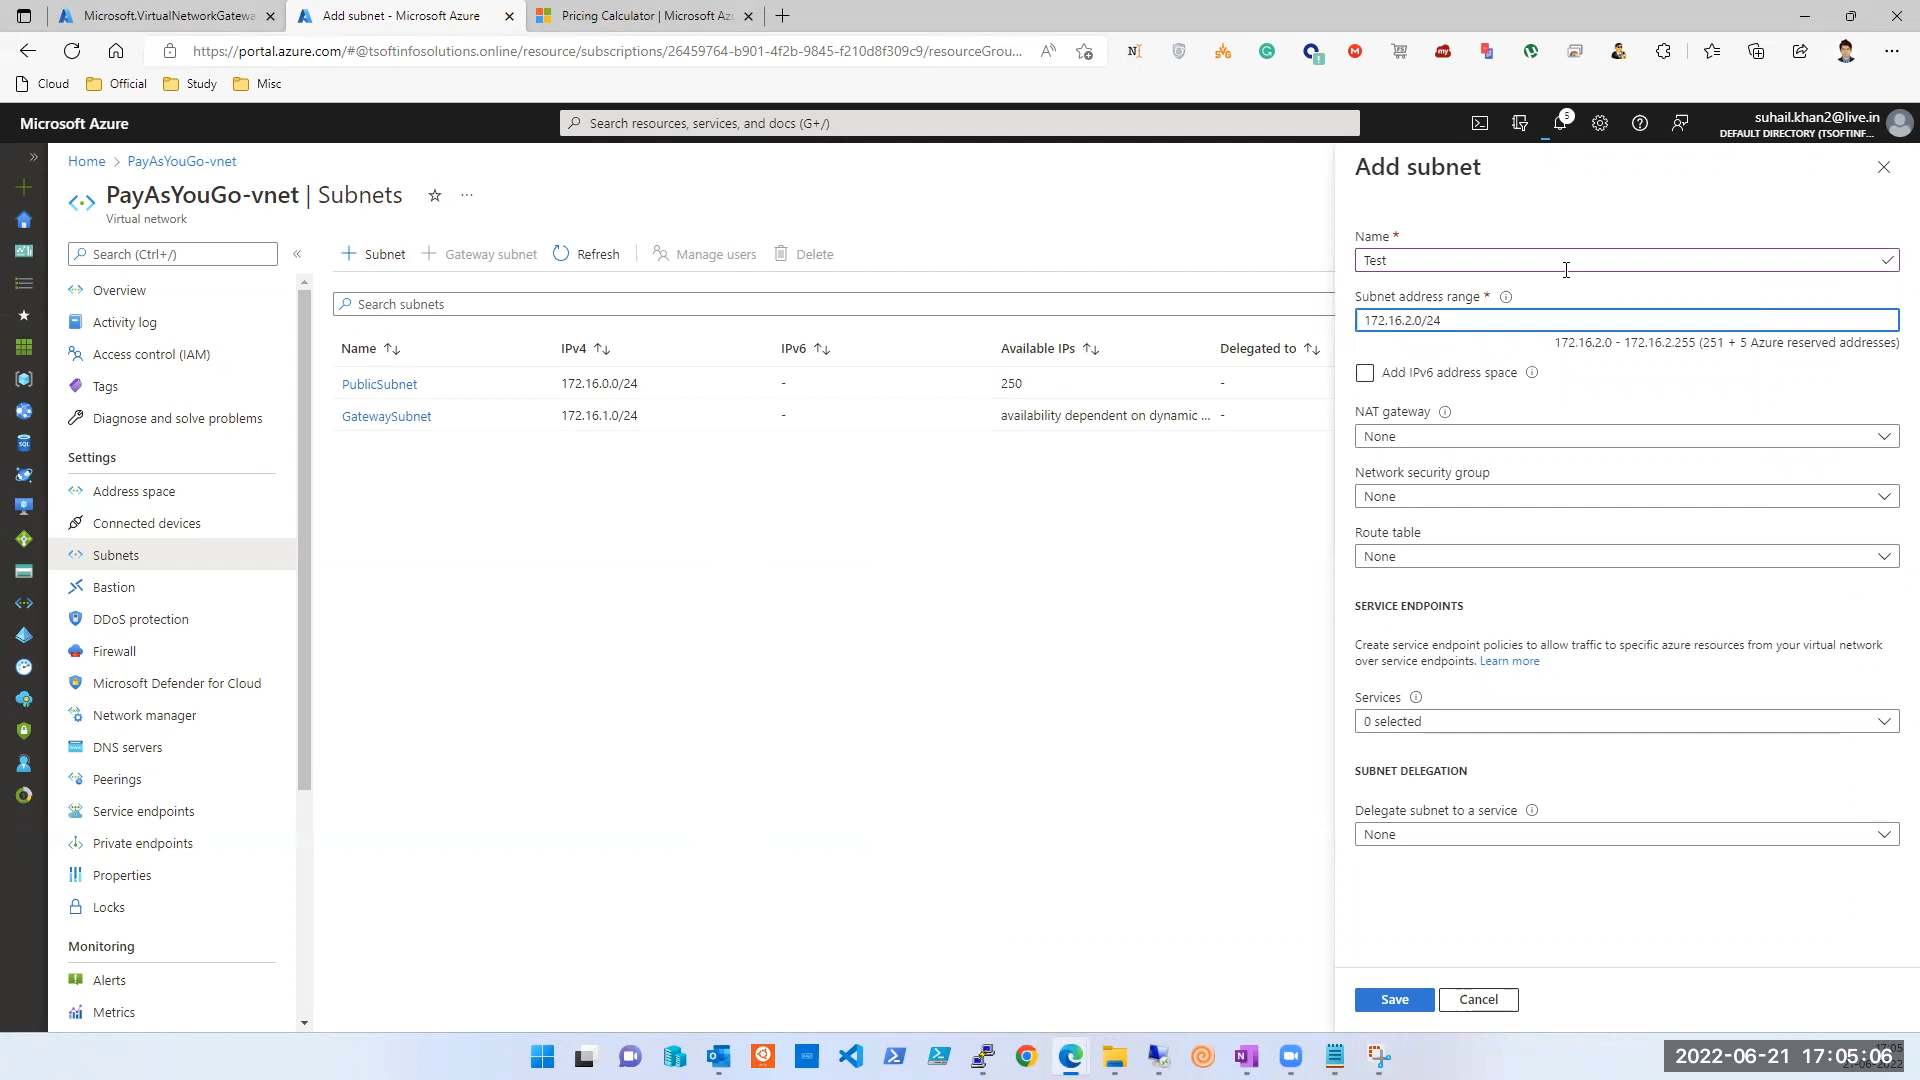 Microsoft.VirtualNetworkGatewa
Add subnet - Microsoft Azure
Pricing Calculator | Microsoft Az
https://portal.azure.com/#@tsoftinfosolutions.online/resource/subscriptions/26459764-b901-4f2b-9845-f210d8f309c9/resourceGrou...
Cloud
Official
Study
Misc
Microsoft Azure
Search resources, services, and docs (G+/)
5
suhail.khan2@live.in
DEFAULT DIRECTORY (TSOFTINF...
Home > PayAsYouGo-vnet
PayAsYouGo-vnet | Subnets
Virtual network
Search (Ctrl+/)
Overview
Activity log
Access control (IAM)
Tags
Diagnose and solve problems
Settings
Address space
Connected devices
Subnets
Bastion
DDoS protection
Firewall
Microsoft Defender for Cloud
Network manager
DNS servers
Peerings
Service endpoints
Private endpoints
Properties
Locks
Monitoring
Alerts
Metrics
+ Subnet
+ Gateway subnet
Refresh
Manage users
Delete
Search subnets
Name IPv4 IPv6 Available IPs Delegated to
PublicSubnet 172.16.0.0/24 - 250 -
GatewaySubnet 172.16.1.0/24 - availability dependent on dynamic ... -
Add subnet
Name *
Test
Subnet address range *
172.16.2.0/24
172.16.2.0 - 172.16.2.255 (251 + 5 Azure reserved addresses)
Add IPv6 address space
NAT gateway
None
Network security group
None
Route table
None
SERVICE ENDPOINTS
Create service endpoint policies to allow traffic to specific azure resources from your virtual network
over service endpoints. Learn more
Services
0 selected
SUBNET DELEGATION
Delegate subnet to a service
None
Save
Cancel
2022-06-21 17:05:06